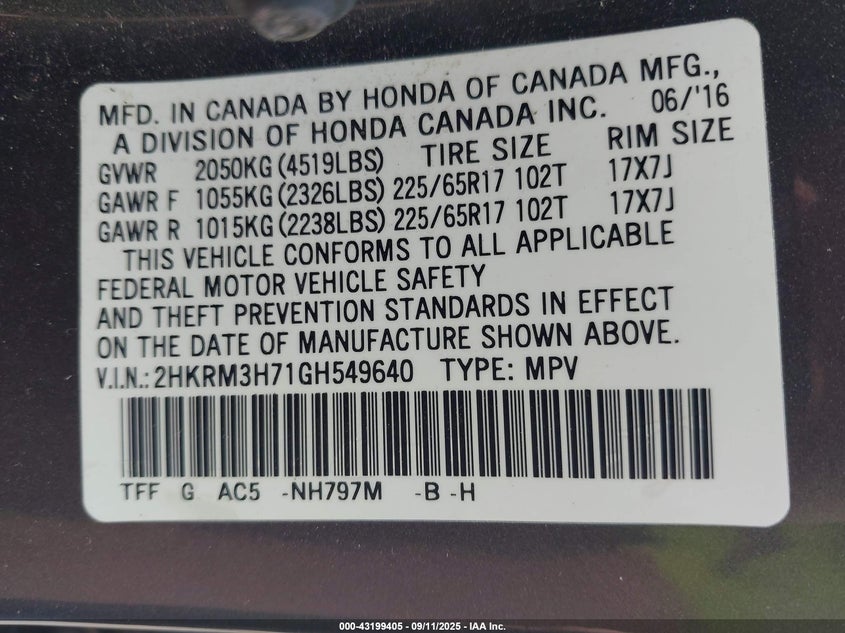 MFD. IN CANADA BY HONDA OF CANADA MFG.,
A DIVISION OF HONDA CANADA INC. 06/'16
GVWR 2050KG (4519LBS) TIRE SIZE RIM SIZE
GAWR F 1055KG (2326LBS) 225/65R17 102T 17X7J
GAWR R 1015KG (2238LBS) 225/65R17 102T 17X7J
THIS VEHICLE CONFORMS TO ALL APPLICABLE
FEDERAL MOTOR VEHICLE SAFETY
AND THEFT PREVENTION STANDARDS IN EFFECT
ON THE DATE OF MANUFACTURE SHOWN ABOVE.
V.I.N.: 2HKRM3H71GH549640 TYPE: MPV
TFF G AC5 -NH797M -B -H
000-43199405 - 09/11/2025 - IAA Inc.